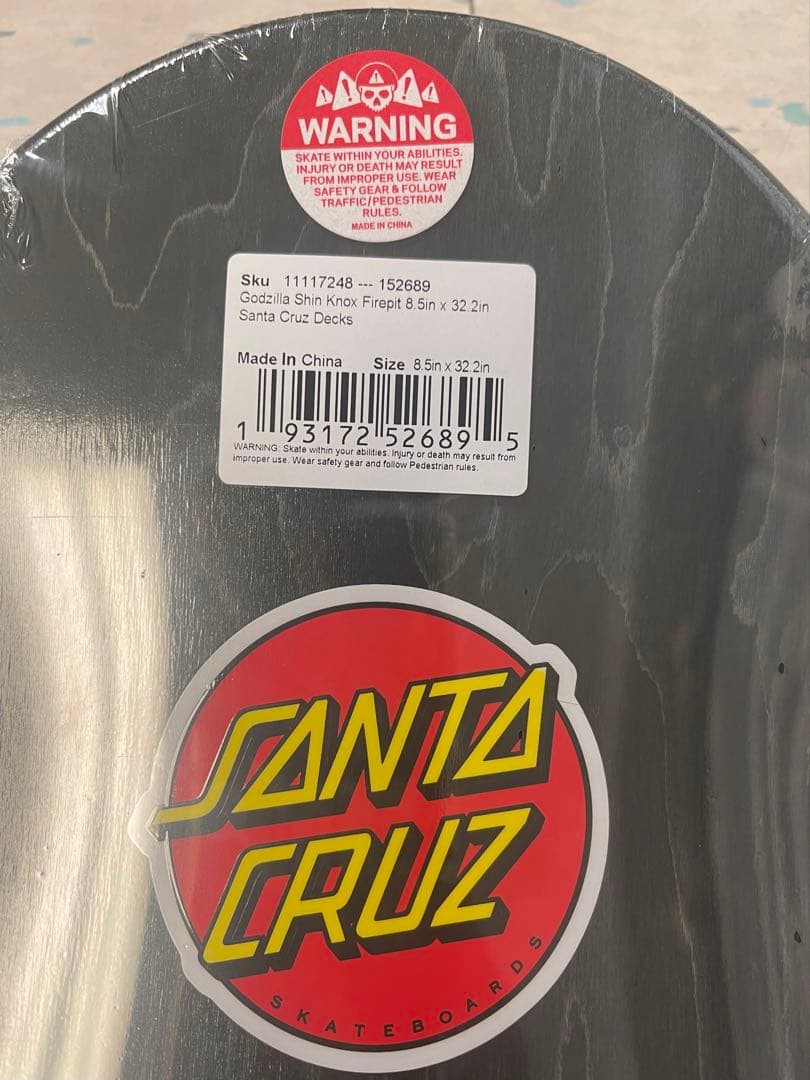 WARNING
SKATE WITHIN YOUR ABILITIES.
INJURY OR DEATH MAY RESULT
FROM IMPROPER USE. WEAR
SAFETY GEAR & FOLLOW
TRAFFIC/PEDESTRIAN
RULES.
MADE IN CHINA
Sku 11117248 --- 152689
Godzilla Shin Knox Firepit 8.5in x 32.2in
Santa Cruz Decks
Made In China Size 8.5in x 32.2in
1 93172 52689 5
WARNING: Skate within your abilities. Injury or death may result from
improper use. Wear safety gear and follow Pedestrian rules.
SANTA
CRUZ
SKATEBOARDS